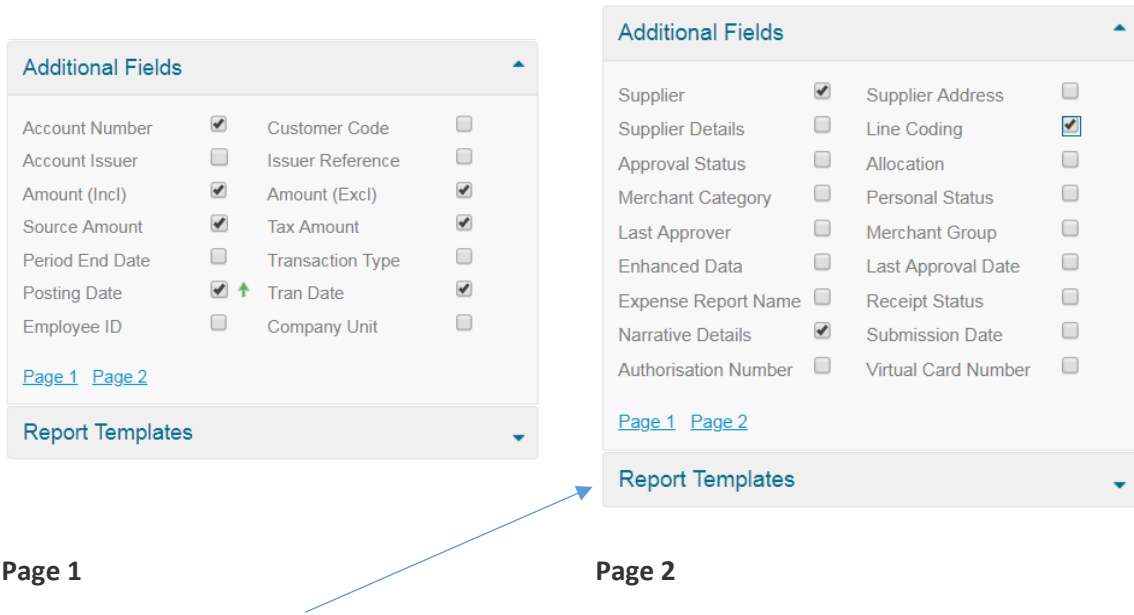 Additional Fields
Account Number Customer Code
Account Issuer Issuer Reference
Amount (Incl) Amount (Excl)
Source Amount Tax Amount
Period End Date Transaction Type
Posting Date Tran Date
Employee ID Company Unit
Page 1 Page 2
Report Templates
Page 1
Additional Fields
Supplier Supplier Address
Supplier Details Line Coding
Approval Status Allocation
Merchant Category Personal Status
Last Approver Merchant Group
Enhanced Data Last Approval Date
Expense Report Name Receipt Status
Narrative Details Submission Date
Authorisation Number Virtual Card Number
Page 1 Page 2
Report Templates
Page 2